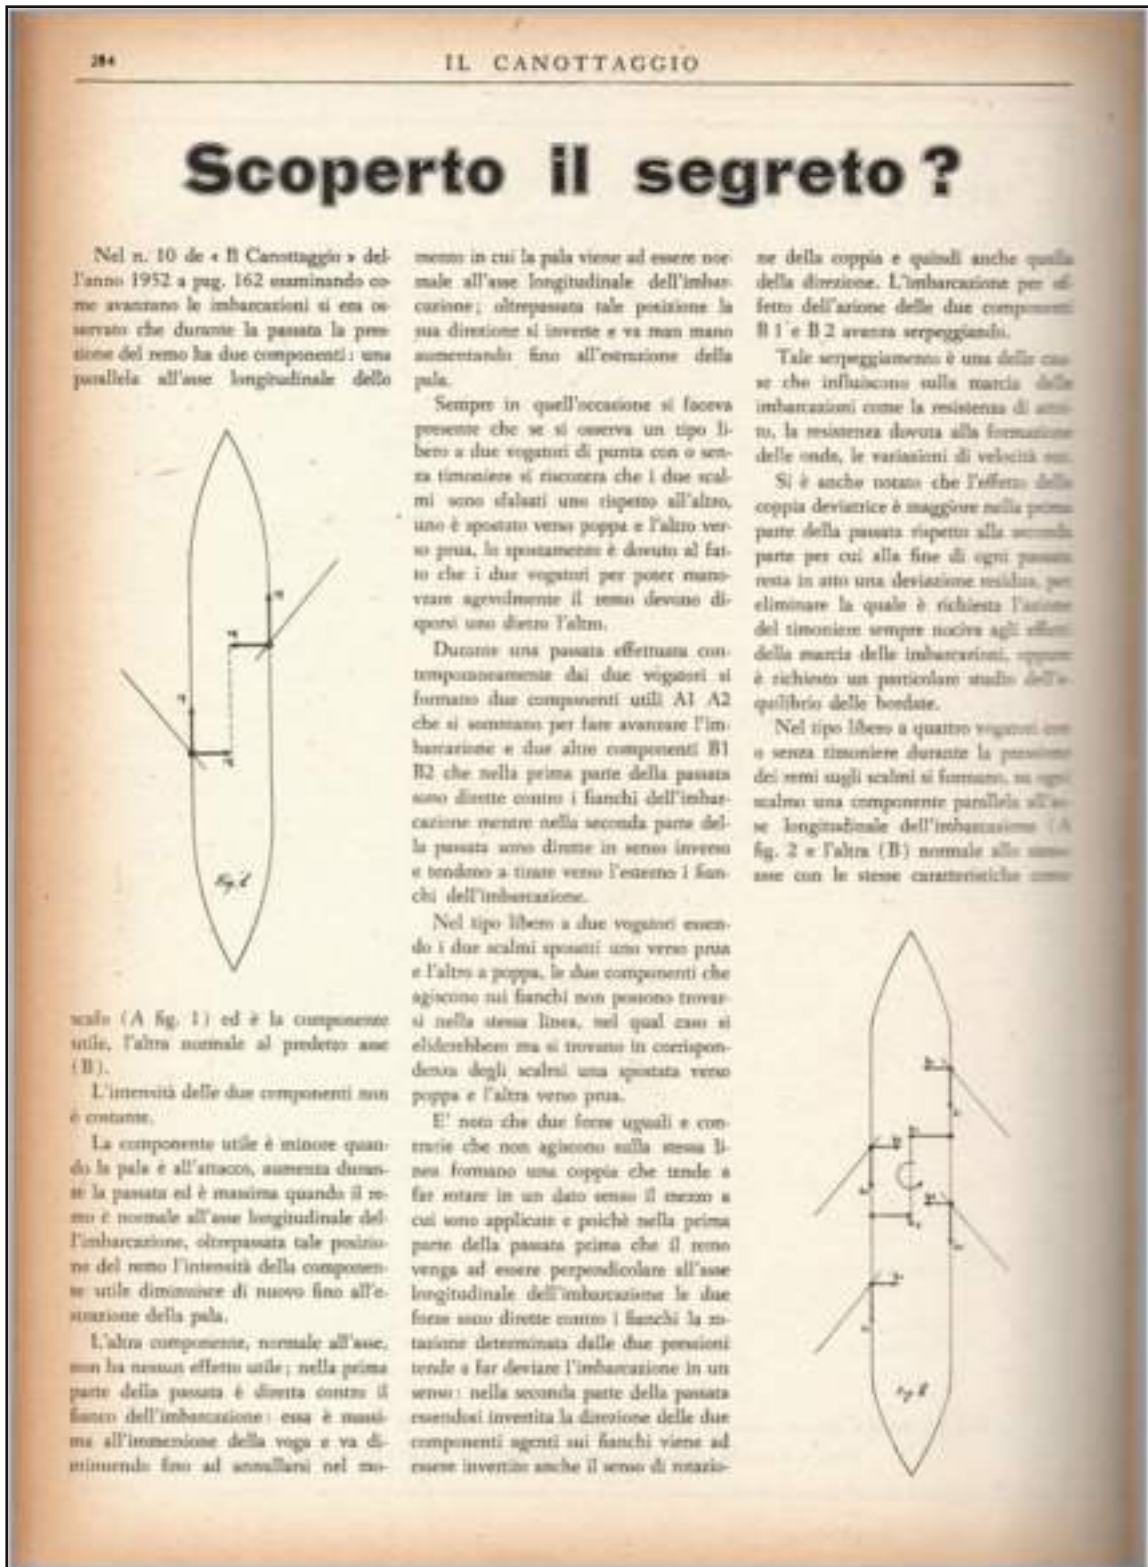 284
IL CANOTTAGGIO
Scoperto il segreto ?
Nel n. 10 de « Il Canottaggio » del-
l'anno 1952 a pag. 162 esaminando co-
me avanzano le imbarcazioni si era os-
servato che durante la passata la pres-
sione del remo ha due componenti: una
parallela all'asse longitudinale dello
scafo (A fig. 1) ed è la componente
utile, l'altra normale al predetto asse
(B).
L'intensità delle due componenti non
è costante.
La componente utile è minore quan-
do la pala è all'attacco, aumenta duran-
te la passata ed è massima quando il re-
mo è normale all'asse longitudinale del-
l'imbarcazione, oltrepassata tale posizio-
ne del remo l'intensità della componen-
te utile diminuisce di nuovo fino all'e-
strazione della pala.
L'altra componente, normale all'asse,
non ha nessun effetto utile; nella prima
parte della passata è diretta contro il
fianco dell'imbarcazione: essa è massi-
ma all'immersione della voga e va di-
minuendo fino ad annullarsi nel mo-
mento in cui la pala viene ad essere nor-
male all'asse longitudinale dell'imbar-
cazione; oltrepassata tale posizione la
sua direzione si inverte e va man mano
aumentando fino all'estrazione della
pala.
Sempre in quell'occasione si faceva
presente che se si osserva un tipo li-
bero a due vogatori di punta con o sen-
za timoniere si riscontra che i due scal-
mi sono sfalsati uno rispetto all'altro,
uno è spostato verso poppa e l'altro ver-
so prua, lo spostamento è dovuto al fat-
to che i due vogatori per poter mano-
vrare agevolmente il remo devono di-
sporsi uno dietro l'altro.
Durante una passata effettuata con-
temporaneamente dai due vogatori si
formano due componenti utili A1 A2
che si sommano per fare avanzare l'im-
barcazione e due altre componenti B1
B2 che nella prima parte della passata
sono dirette contro i fianchi dell'imbar-
cazione mentre nella seconda parte del-
la passata sono dirette in senso inverso
e tendono a tirare verso l'esterno i fian-
chi dell'imbarcazione.
Nel tipo libero a due vogatori essen-
do i due scalmi spostati uno verso prua
e l'altro a poppa, le due componenti che
agiscono sui fianchi non possono trovar-
si nella stessa linea, nel qual caso si
eliderebbero ma si trovano in corrispon-
denza degli scalmi una spostata verso
poppa e l'altra verso prua.
E' noto che due forze uguali e con-
trarie che non agiscono sulla stessa li-
nea formano una coppia che tende a
far rotare in un dato senso il mezzo a
cui sono applicate e poichè nella prima
parte della passata prima che il remo
venga ad essere perpendicolare all'asse
longitudinale dell'imbarcazione le due
forze sono dirette contro i fianchi la ro-
tazione determinata dalle due pressioni
tende a far deviare l'imbarcazione in un
senso: nella seconda parte della passata
essendosi invertita la direzione delle due
componenti agenti sui fianchi viene ad
essere invertito anche il senso di rotazio-
ne della coppia e quindi anche quella
della direzione. L'imbarcazione per ef-
fetto dell'azione delle due componenti
B 1 e B 2 avanza serpeggiando.
Tale serpeggiamento è una delle cau-
se che influiscono sulla marcia delle
imbarcazioni come la resistenza di attri-
to, la resistenza dovuta alla formazione
delle onde, le variazioni di velocità ecc.
Si è anche notato che l'effetto della
coppia deviatrice è maggiore nella prima
parte della passata rispetto alla seconda
parte per cui alla fine di ogni passata
resta in atto una deviazione residua, per
eliminare la quale è richiesta l'azione
del timoniere sempre nociva agli effetti
della marcia delle imbarcazioni, oppure
è richiesto un particolare studio dell'e-
quilibrio delle bordate.
Nel tipo libero a quattro vogatori con
o senza timoniere durante la pressione
dei remi sugli scalmi si formano, su ogni
scalmo una componente parallela all'as-
se longitudinale dell'imbarcazione (A
fig. 2 e l'altra (B) normale allo stesso
asse con le stesse caratteristiche come